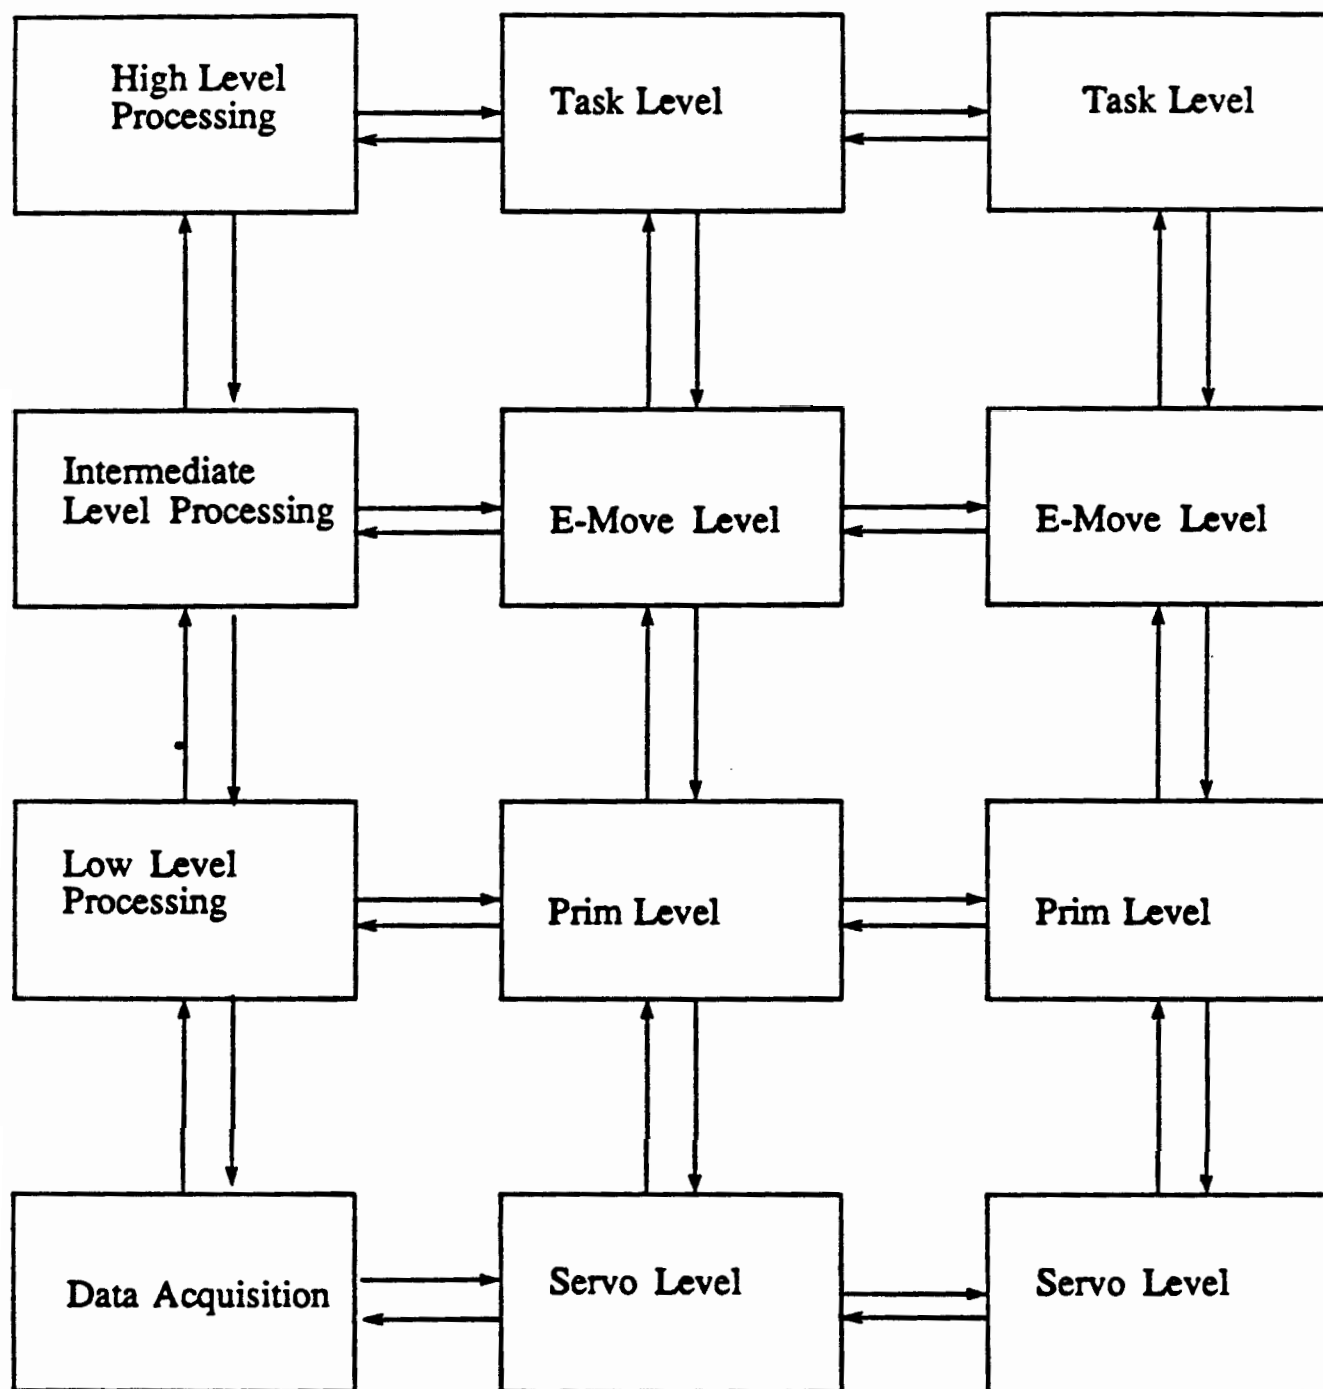 High Level
Processing
Task Level
Task Level
Intermediate
Level Processing
E-Move Level
E-Move Level
Low Level
Processing
Prim Level
Prim Level
Data Acquisition
Servo Level
Servo Level